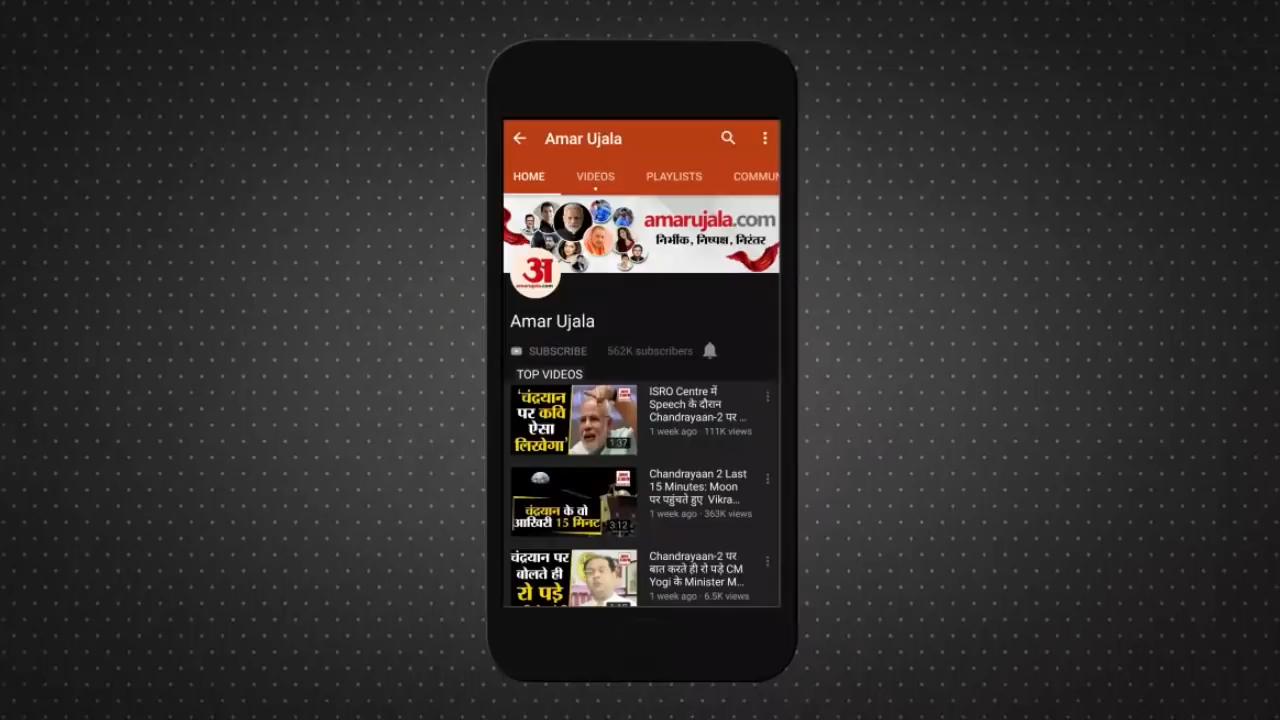 Amar Ujala
HOME VIDEOS PLAYLISTS COMMUN
amarujala.com
निर्भीक, निष्पक्ष, निरंतर
अ
amarujala.com
Amar Ujala
SUBSCRIBE 562K subscribers
TOP VIDEOS
'चंद्रयान
पर कवि
ऐसा
लिखेगा'
1:37
ISRO Centre में
Speech के दौरान
Chandrayaan-2 पर ...
1 week ago · 111K views
चंद्रयान के वो
आखिरी 15 मिनट
3:12
Chandrayaan 2 Last
15 Minutes: Moon
पर पहुंचते हुए Vikra...
1 week ago · 363K views
चंद्रयान पर
बोलते ही
रो पड़े
Chandrayaan-2 पर
बात करते ही रो पड़े CM
Yogi के Minister M...
1 week ago · 6.5K views